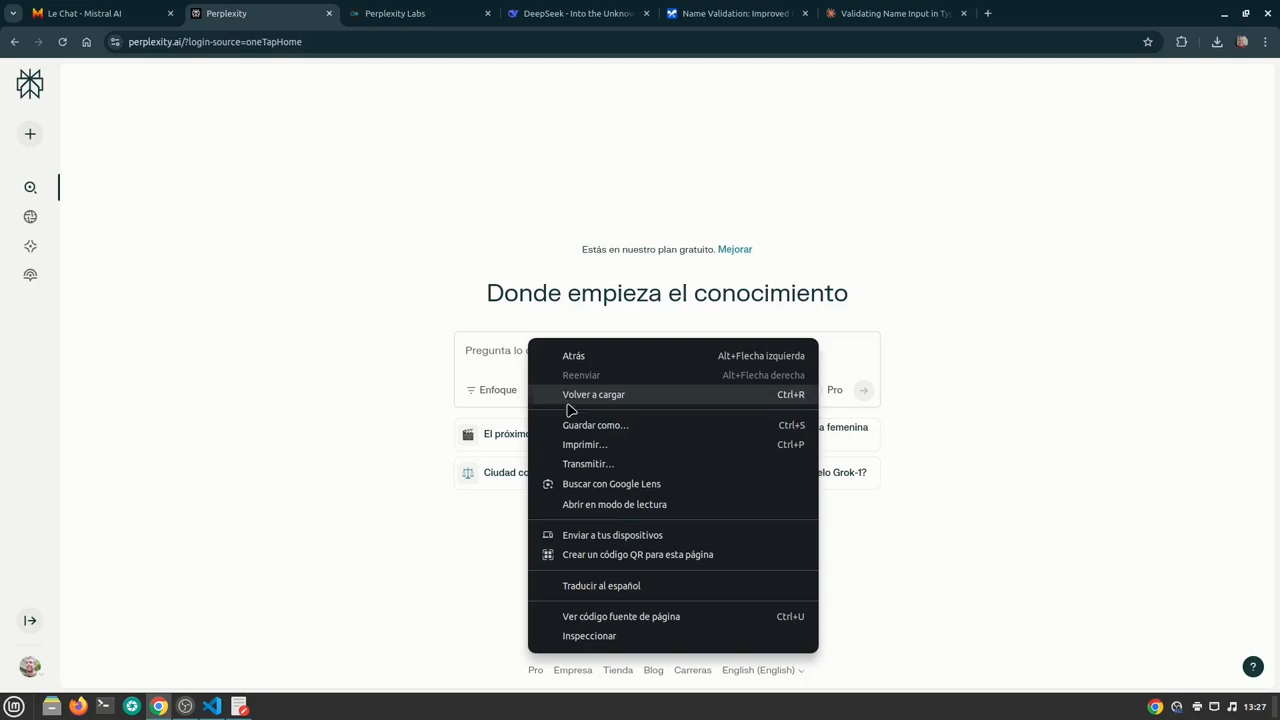 Le Chat - Mistral AI
Perplexity
Perplexity Labs
DeepSeek - Into the Unknow
Name Validation: Improved
Validating Name Input in Ty
perplexity.ai/?login-source=oneTapHome
Estás en nuestro plan gratuito. Mejorar
Donde empieza el conocimiento
Pregunta lo
Enfoque
Pro
El próximo
a femenina
Ciudad co
elo Grok-1?
Atrás Alt+Flecha izquierda
Reenviar Alt+Flecha derecha
Volver a cargar Ctrl+R
Guardar como… Ctrl+S
Imprimir… Ctrl+P
Transmitir…
Buscar con Google Lens
Abrir en modo de lectura
Enviar a tus dispositivos
Crear un código QR para esta página
Traducir al español
Ver código fuente de página Ctrl+U
Inspeccionar
Pro Empresa Tienda Blog Carreras English (English)
?
13:27